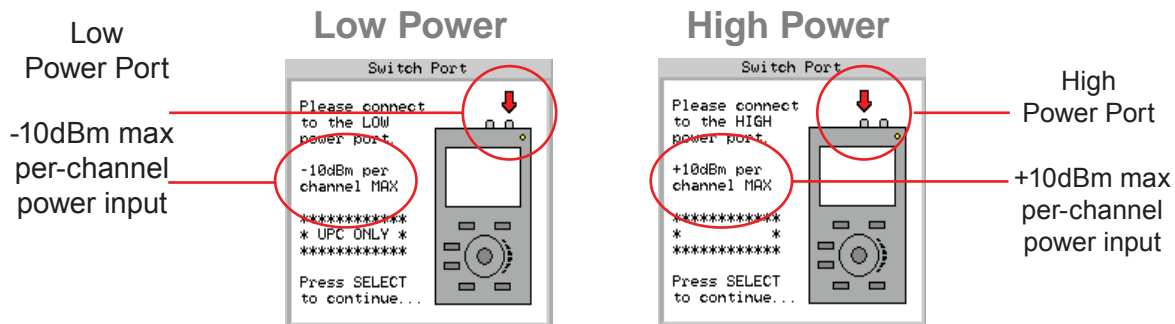 Low Power
High Power
Low
Power Port
-10dBm max
per-channel
power input
Switch Port
Please connect
to the LOW
power port.
-10dBm per
channel MAX
***********
* UPC ONLY *
***********
Press SELECT
to continue...
Switch Port
Please connect
to the HIGH
power port.
+10dBm per
channel MAX
***********
* *
***********
Press SELECT
to continue...
High
Power Port
+10dBm max
per-channel
power input